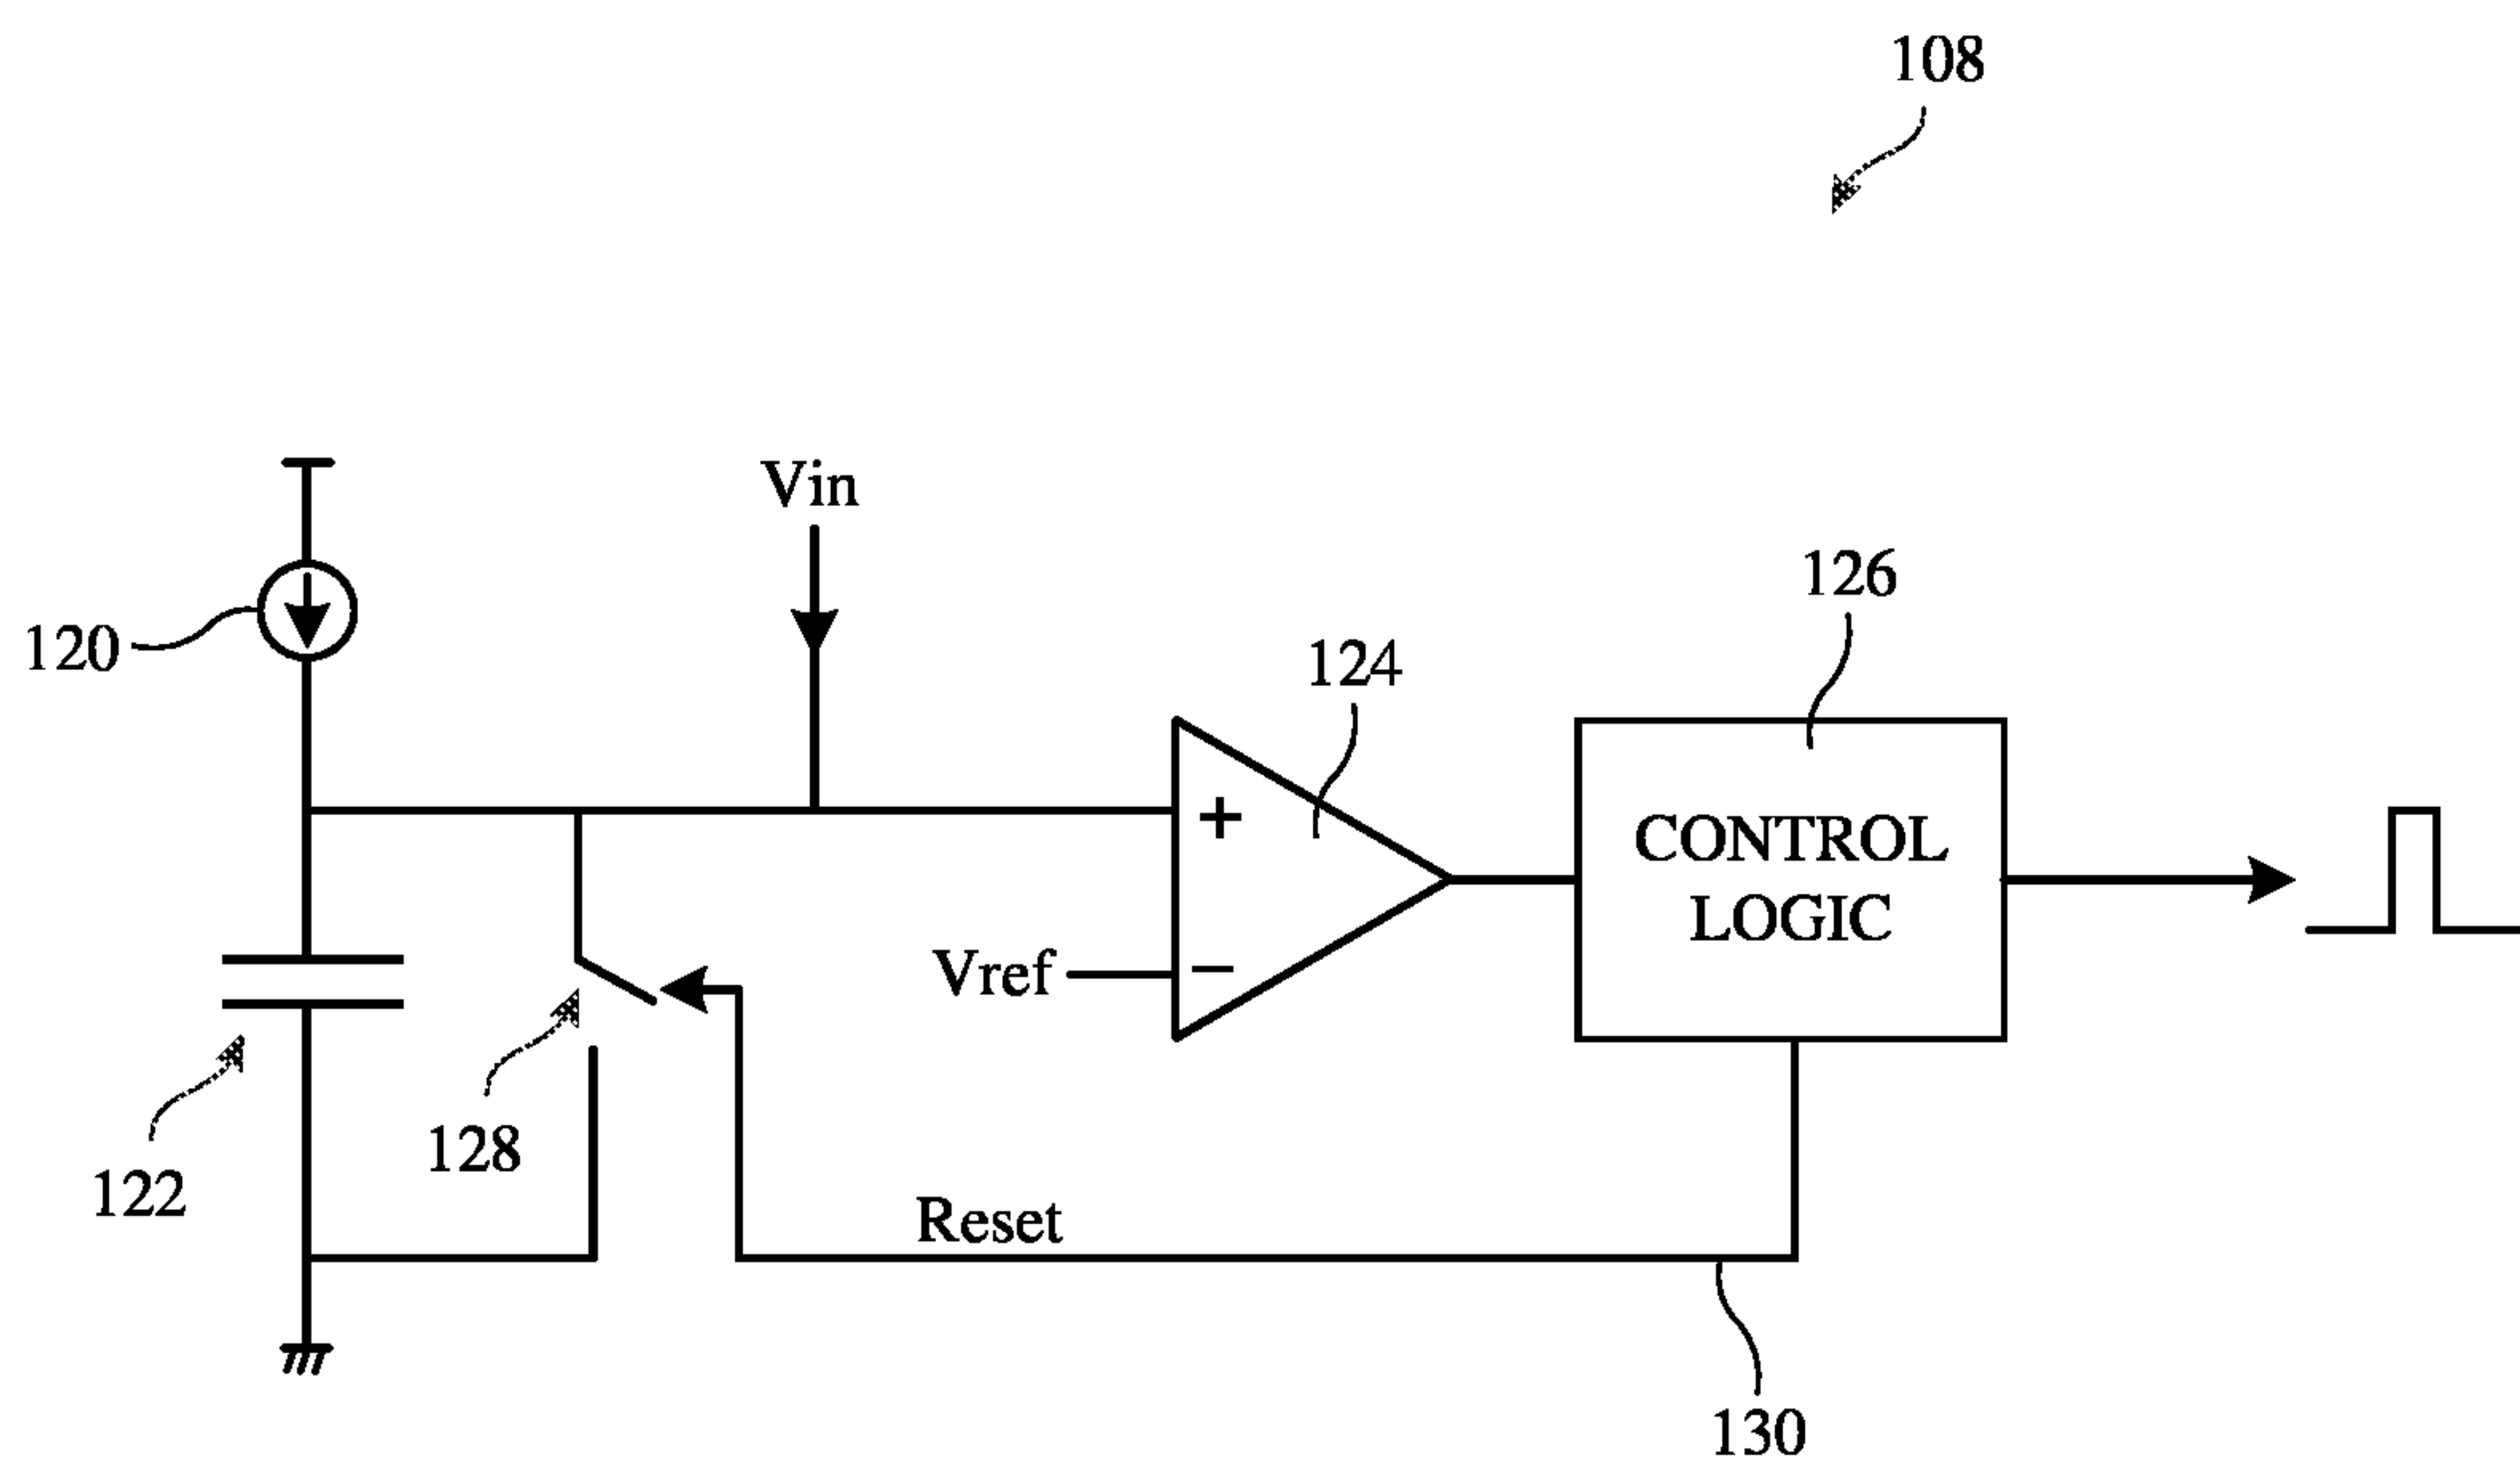 108
Vin
126
120
124
+
CONTROL
LOGIC
Vref
−
128
122
Reset
130